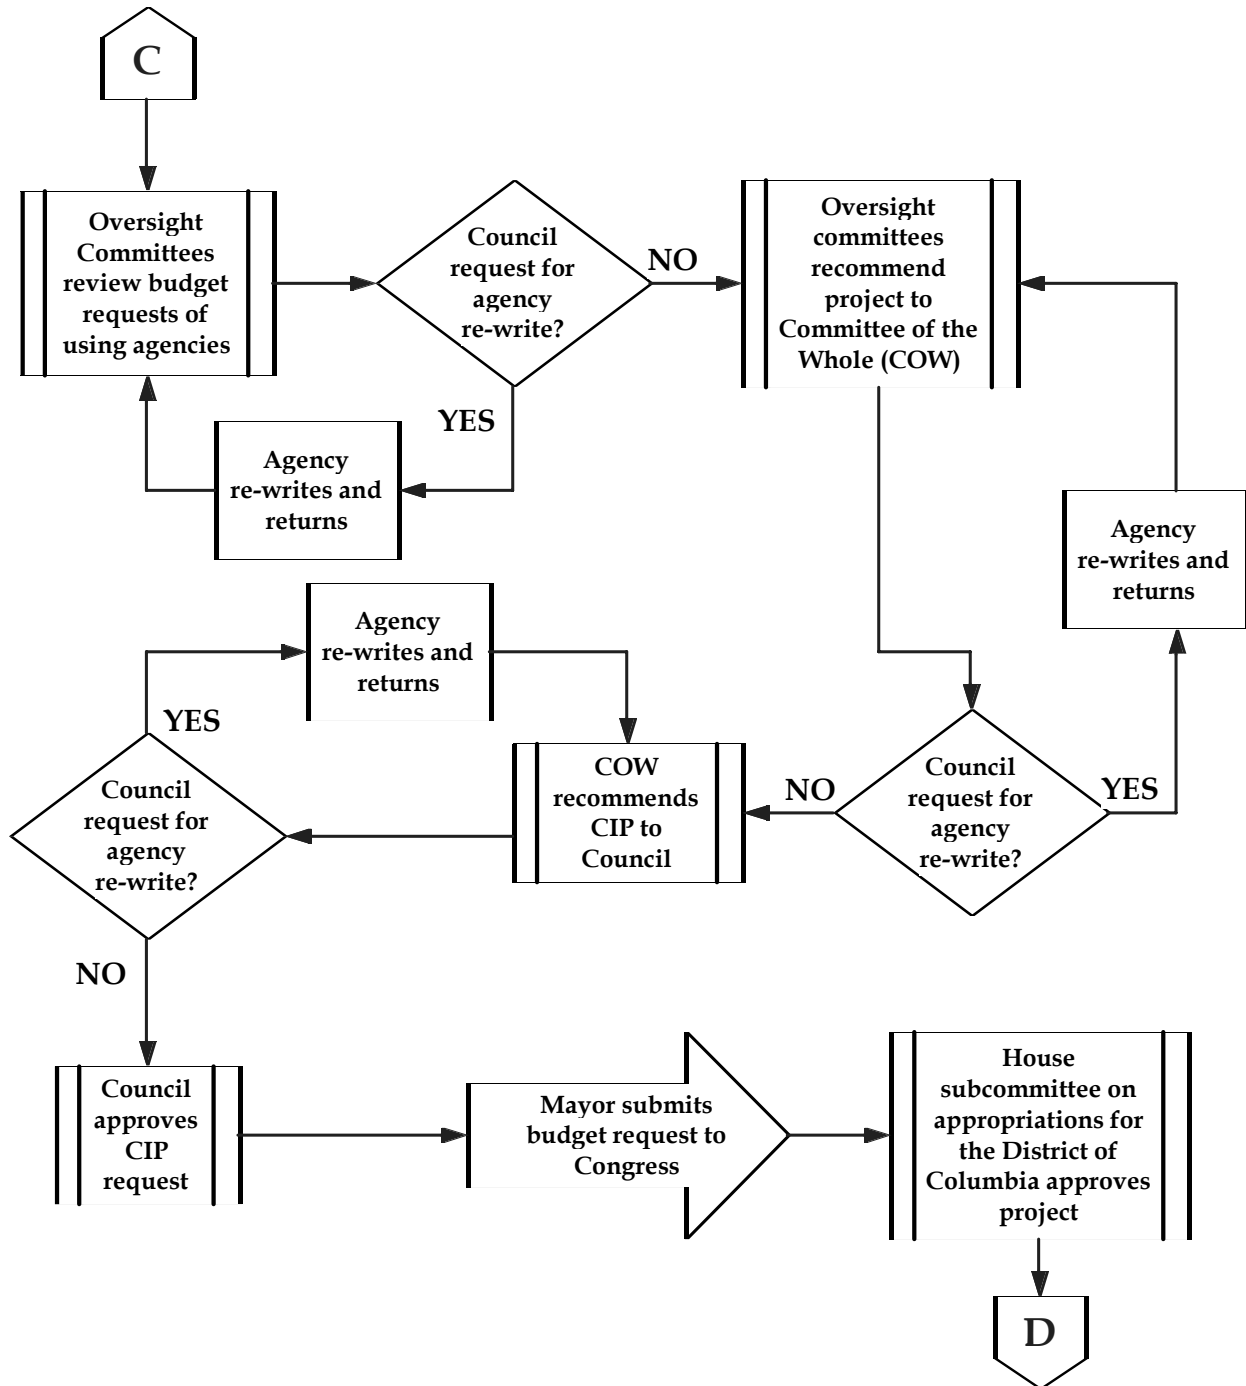 C
Oversight
Committees
review budget
requests of
using agencies
Council
request for
agency
re-write?
NO
YES
Oversight
committees
recommend
project to
Committee of the
Whole (COW)
Agency
re-writes and
returns
Agency
re-writes and
returns
Agency
re-writes and
returns
YES
Council
request for
agency
re-write?
NO
COW
recommends
CIP to
Council
NO
Council
request for
agency
re-write?
YES
Council
approves
CIP
request
Mayor submits
budget request to
Congress
House
subcommittee on
appropriations for
the District of
Columbia approves
project
D